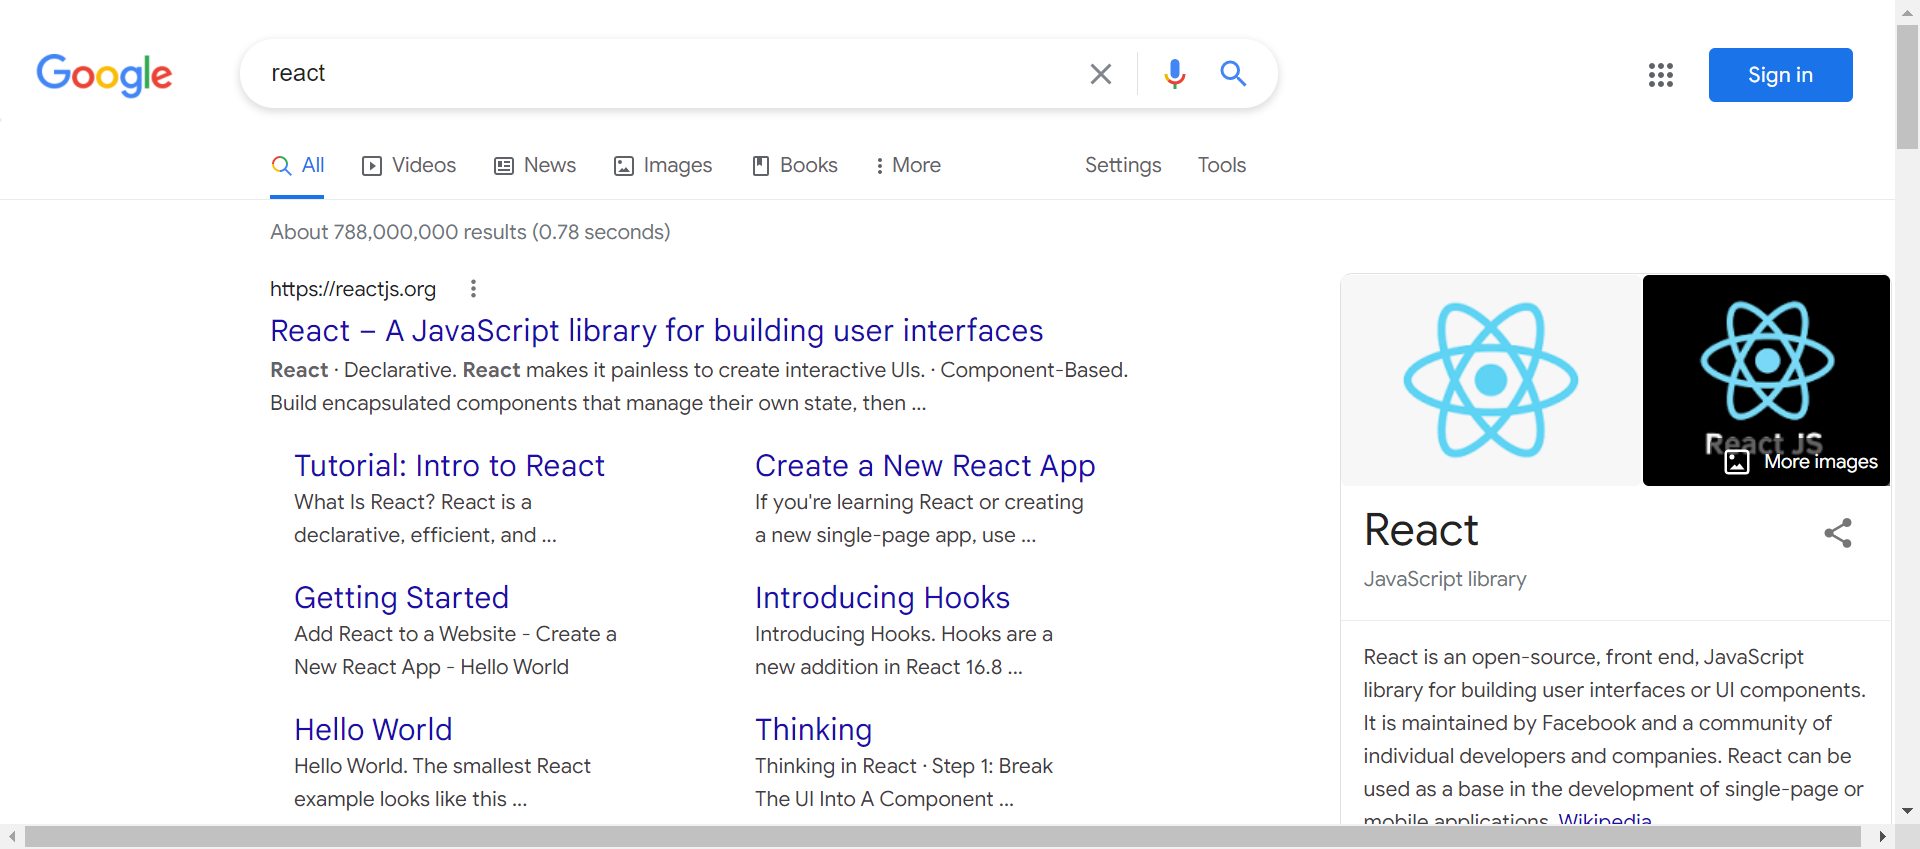 Google
react
Sign in
All
Videos
News
Images
Books
More
Settings
Tools
About 788,000,000 results (0.78 seconds)
https://reactjs.org
React – A JavaScript library for building user interfaces
React · Declarative. React makes it painless to create interactive UIs. · Component-Based.
Build encapsulated components that manage their own state, then ...
Tutorial: Intro to React
What Is React? React is a
declarative, efficient, and ...
Create a New React App
If you're learning React or creating
a new single-page app, use ...
Getting Started
Add React to a Website - Create a
New React App - Hello World
Introducing Hooks
Introducing Hooks. Hooks are a
new addition in React 16.8 ...
Hello World
Hello World. The smallest React
example looks like this ...
Thinking
Thinking in React · Step 1: Break
The UI Into A Component ...
React JS
More images
React
JavaScript library
React is an open-source, front end, JavaScript
library for building user interfaces or UI components.
It is maintained by Facebook and a community of
individual developers and companies. React can be
used as a base in the development of single-page or
mobile applications. Wikipedia